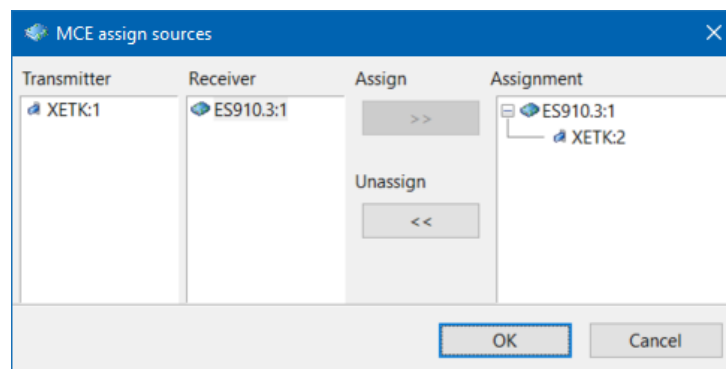 MCE assign sources
Transmitter
Receiver
Assign
Assignment
XETK:1
ES910.3:1
>>
ES910.3:1
XETK:2
Unassign
<<
OK
Cancel